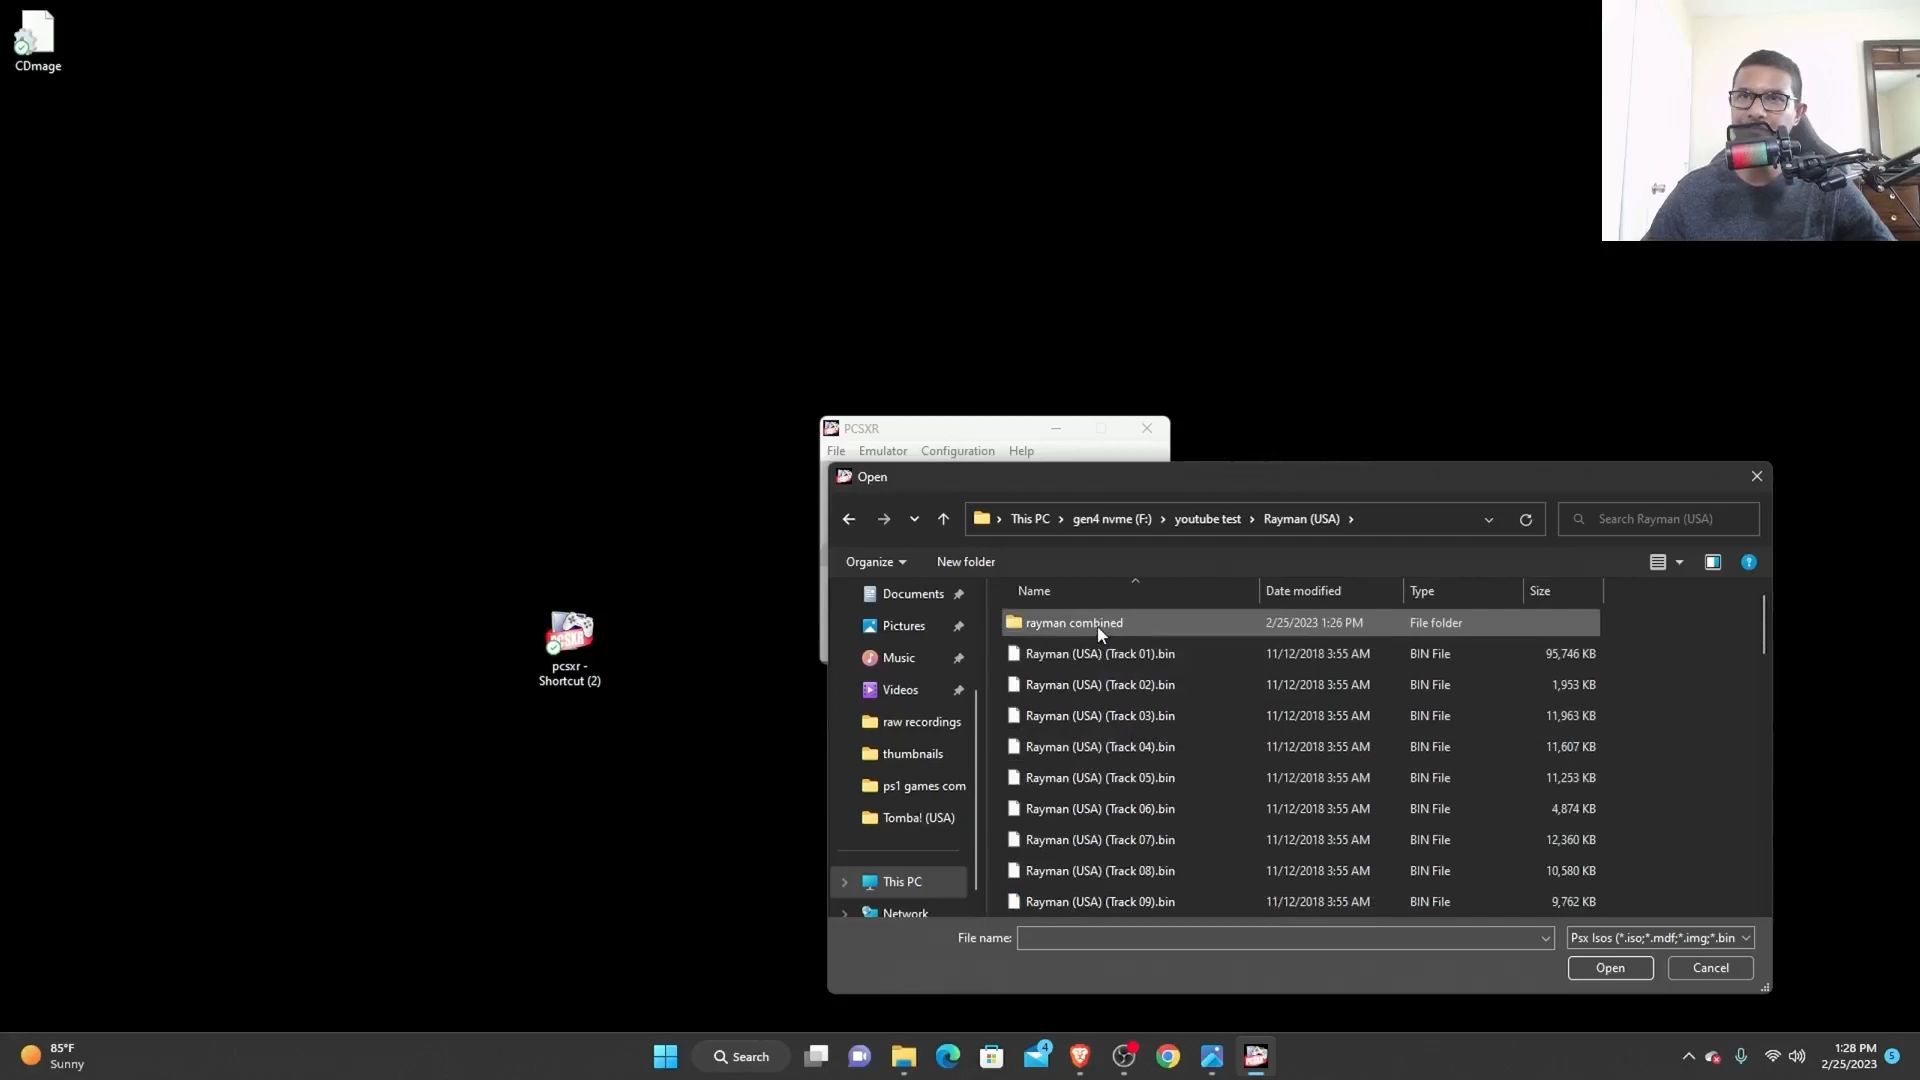 CDmage
pcsxr -
Shortcut (2)
PCSXR
File Emulator Configuration Help
Open
This PC gen4 nvme (F:) youtube test Rayman (USA)
Search Rayman (USA)
Organize New folder
Documents
Pictures
Music
Videos
raw recordings
thumbnails
ps1 games com
Tomba! (USA)
This PC
Network
Name Date modified Type Size
rayman combined 2/25/2023 1:26 PM File folder
Rayman (USA) (Track 01).bin 11/12/2018 3:55 AM BIN File 95,746 KB
Rayman (USA) (Track 02).bin 11/12/2018 3:55 AM BIN File 1,953 KB
Rayman (USA) (Track 03).bin 11/12/2018 3:55 AM BIN File 11,963 KB
Rayman (USA) (Track 04).bin 11/12/2018 3:55 AM BIN File 11,607 KB
Rayman (USA) (Track 05).bin 11/12/2018 3:55 AM BIN File 11,253 KB
Rayman (USA) (Track 06).bin 11/12/2018 3:55 AM BIN File 4,874 KB
Rayman (USA) (Track 07).bin 11/12/2018 3:55 AM BIN File 12,360 KB
Rayman (USA) (Track 08).bin 11/12/2018 3:55 AM BIN File 10,580 KB
Rayman (USA) (Track 09).bin 11/12/2018 3:55 AM BIN File 9,762 KB
File name: Psx Isos (*.iso;*.mdf;*.img;*.bin
Open Cancel
85°F
Sunny
Search
4
1:28 PM
2/25/2023
5